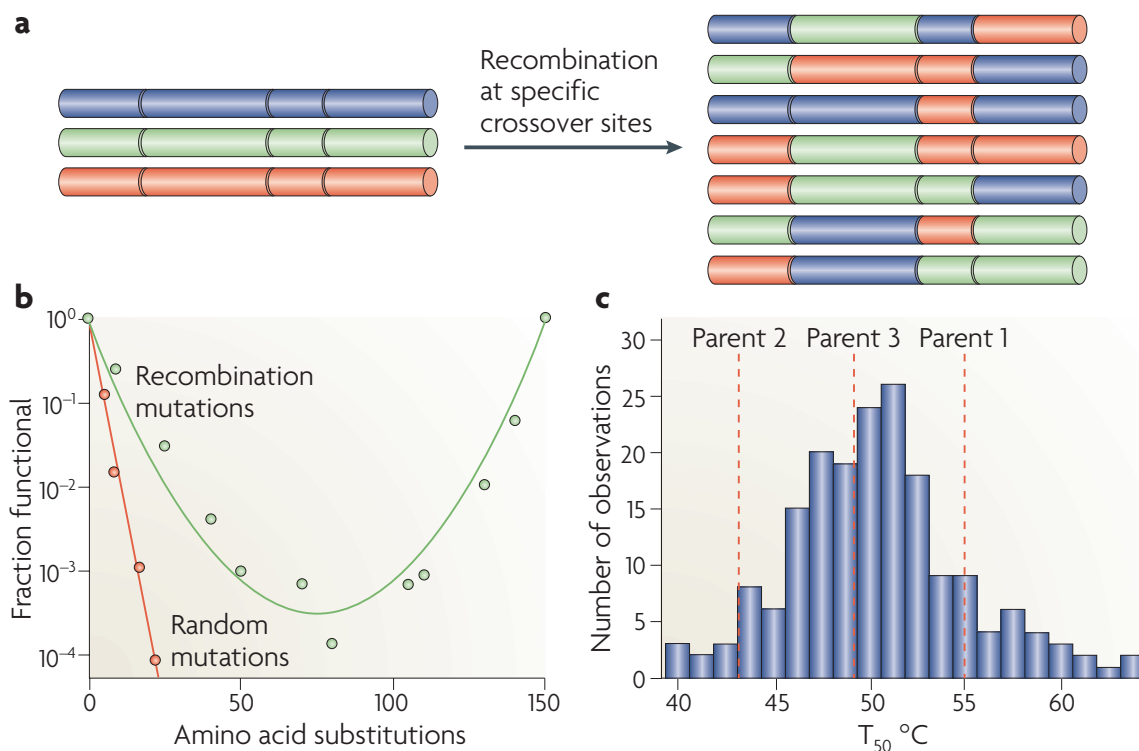 a
Recombination
at specific
crossover sites
b
Fraction functional
10⁰
10⁻¹
10⁻²
10⁻³
10⁻⁴
Recombination
mutations
Random
mutations
0
50
100
150
Amino acid substitutions
c
Number of observations
30
25
20
15
10
5
0
Parent 2
Parent 3
Parent 1
40
45
50
55
60
T₅₀ °C